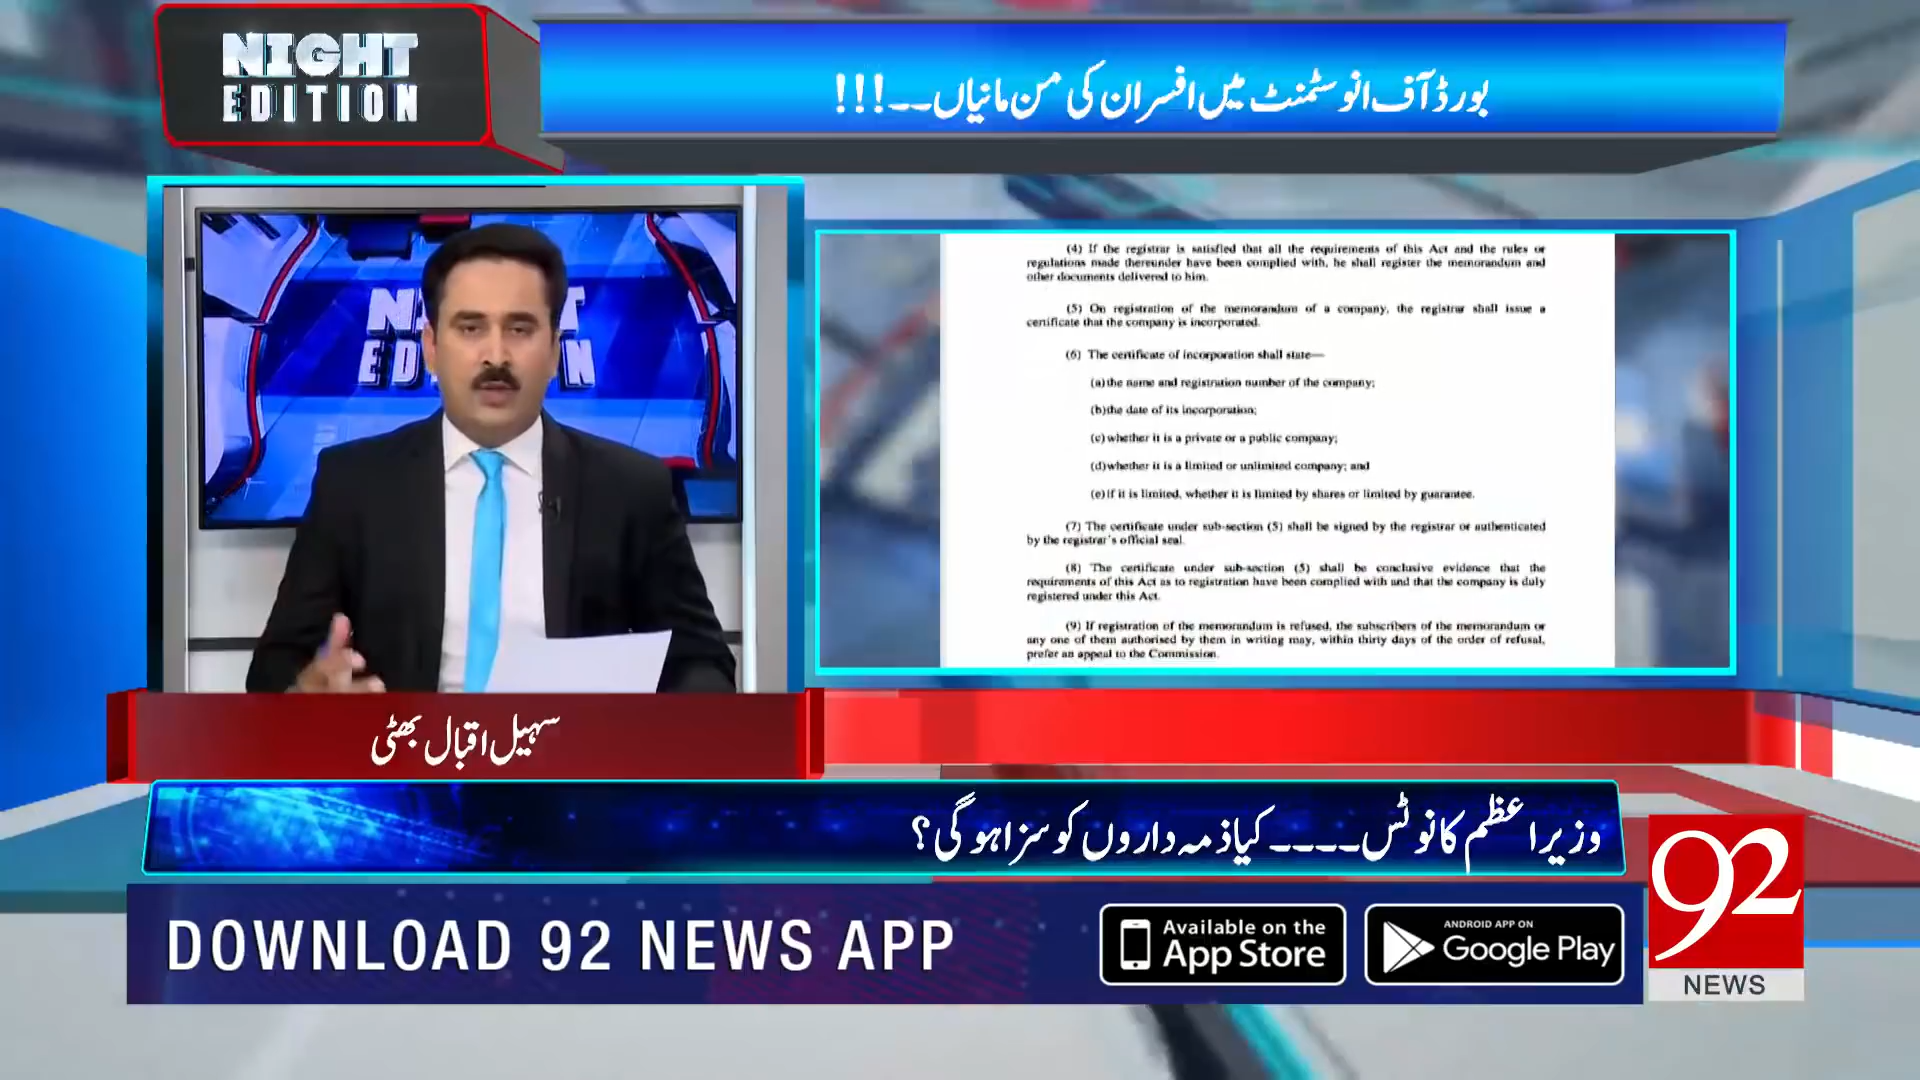 NIGHT
EDITION
بورڈ آف انوسٹمنٹ میں افسران کی من مانیاں۔۔!!!
(4) If the registrar is satisfied that all the requirements of this Act and the rules or
regulations made thereunder have been complied with, he shall register the memorandum and
other documents delivered to him.
(5) On registration of the memorandum of a company, the registrar shall issue a
certificate that the company is incorporated.
(6) The certificate of incorporation shall state—
(a)the name and registration number of the company;
(b)the date of its incorporation;
(c)whether it is a private or a public company;
(d)whether it is a limited or unlimited company; and
(e)if it is limited, whether it is limited by shares or limited by guarantee.
(7) The certificate under sub-section (5) shall be signed by the registrar or authenticated
by the registrar's official seal.
(8) The certificate under sub-section (5) shall be conclusive evidence that the
requirements of this Act as to registration have been complied with and that the company is duly
registered under this Act.
(9) If registration of the memorandum is refused, the subscribers of the memorandum or
any one of them authorised by them in writing may, within thirty days of the order of refusal,
prefer an appeal to the Commission.
سہیل اقبال بھٹی
وزیراعظم کا نوٹس۔۔۔۔ کیا ذمہ داروں کو سزا ہوگی؟
DOWNLOAD 92 NEWS APP
Available on the
App Store
ANDROID APP ON
Google Play
92
NEWS